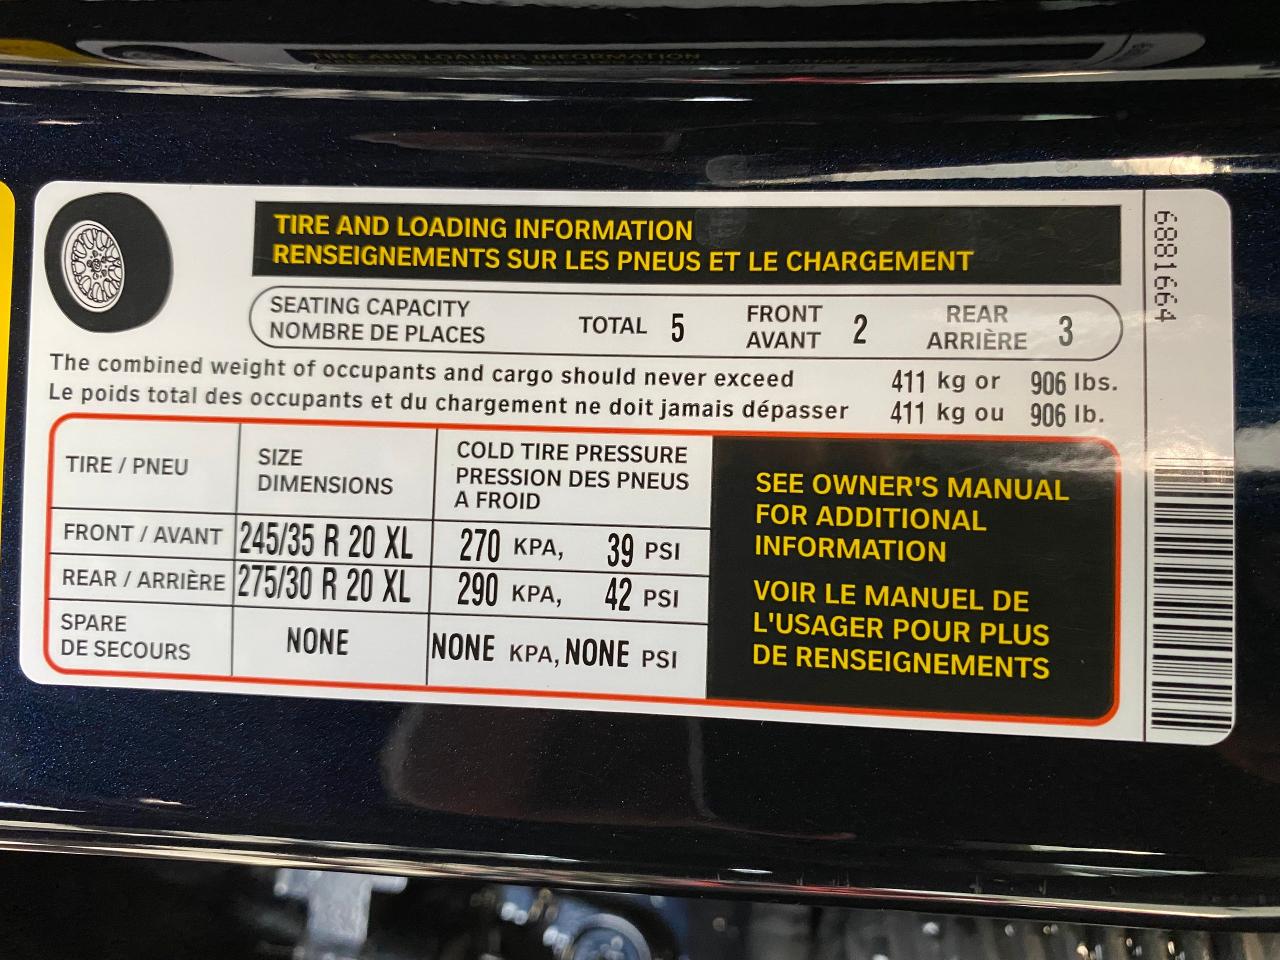 TIRE AND LOADING INFORMATION
RENSEIGNEMENTS SUR LES PNEUS ET LE CHARGEMENT
SEATING CAPACITY
NOMBRE DE PLACES
TOTAL 5
FRONT
AVANT
2
REAR
ARRIÈRE
3
The combined weight of occupants and cargo should never exceed 411 kg or 906 lbs.
Le poids total des occupants et du chargement ne doit jamais dépasser 411 kg ou 906 lb.
TIRE / PNEU
SIZE
DIMENSIONS
COLD TIRE PRESSURE
PRESSION DES PNEUS
A FROID
FRONT / AVANT 245/35 R 20 XL 270 KPA, 39 PSI
REAR / ARRIÈRE 275/30 R 20 XL 290 KPA, 42 PSI
SPARE
DE SECOURS
NONE
NONE KPA, NONE PSI
SEE OWNER'S MANUAL
FOR ADDITIONAL
INFORMATION
VOIR LE MANUEL DE
L'USAGER POUR PLUS
DE RENSEIGNEMENTS
6881664